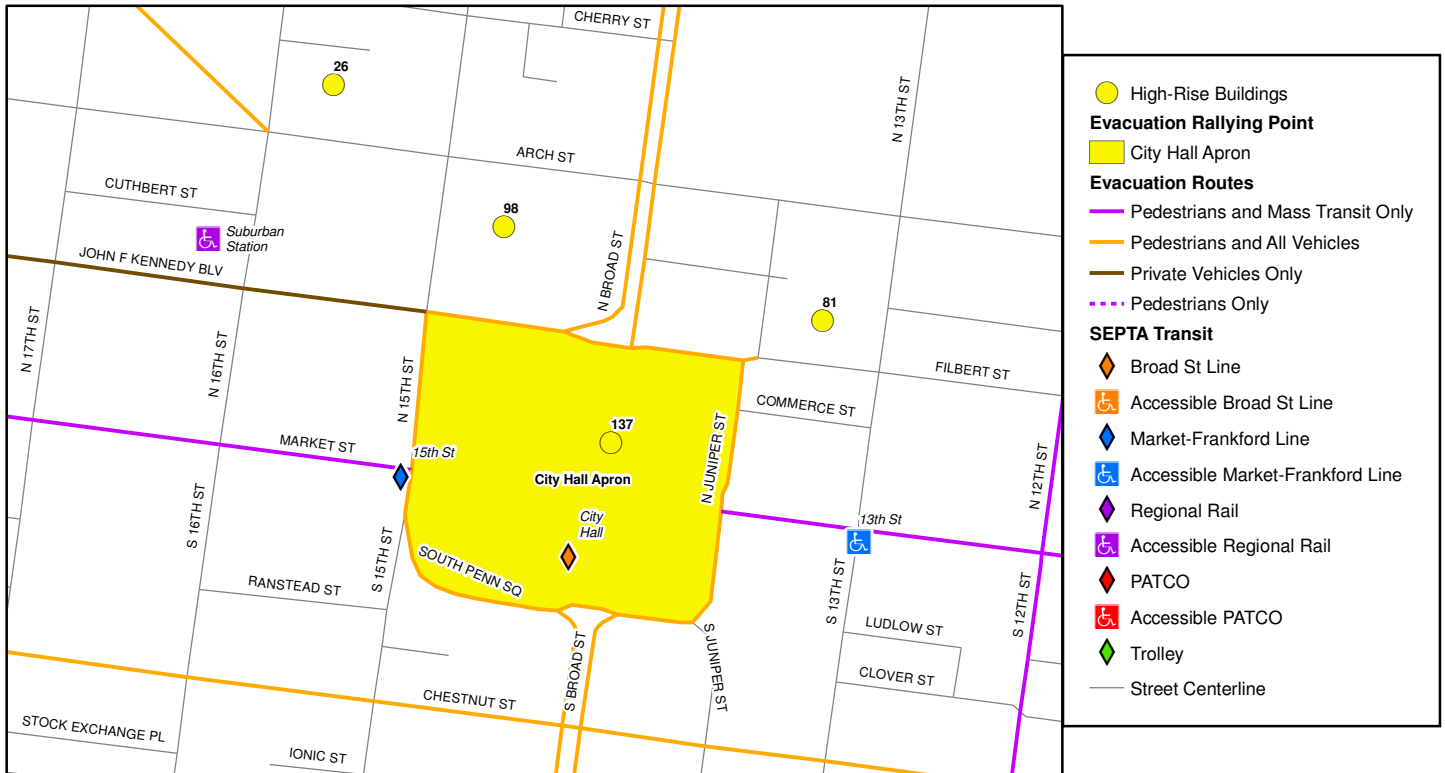 CHERRY ST
26
N 13TH ST
ARCH ST
CUTHBERT ST
98
Suburban
Station
JOHN F KENNEDY BLV
N BROAD ST
81
N 17TH ST
N 16TH ST
N 15TH ST
FILBERT ST
COMMERCE ST
137
N JUNIPER ST
MARKET ST
15th St
City Hall Apron
N 12TH ST
City
Hall
13th St
S 16TH ST
S 15TH ST
SOUTH PENN SQ
RANSTEAD ST
S 13TH ST
S 12TH ST
LUDLOW ST
S BROAD ST
S JUNIPER ST
CLOVER ST
CHESTNUT ST
STOCK EXCHANGE PL
IONIC ST
High-Rise Buildings
Evacuation Rallying Point
City Hall Apron
Evacuation Routes
Pedestrians and Mass Transit Only
Pedestrians and All Vehicles
Private Vehicles Only
Pedestrians Only
SEPTA Transit
Broad St Line
Accessible Broad St Line
Market-Frankford Line
Accessible Market-Frankford Line
Regional Rail
Accessible Regional Rail
PATCO
Accessible PATCO
Trolley
Street Centerline